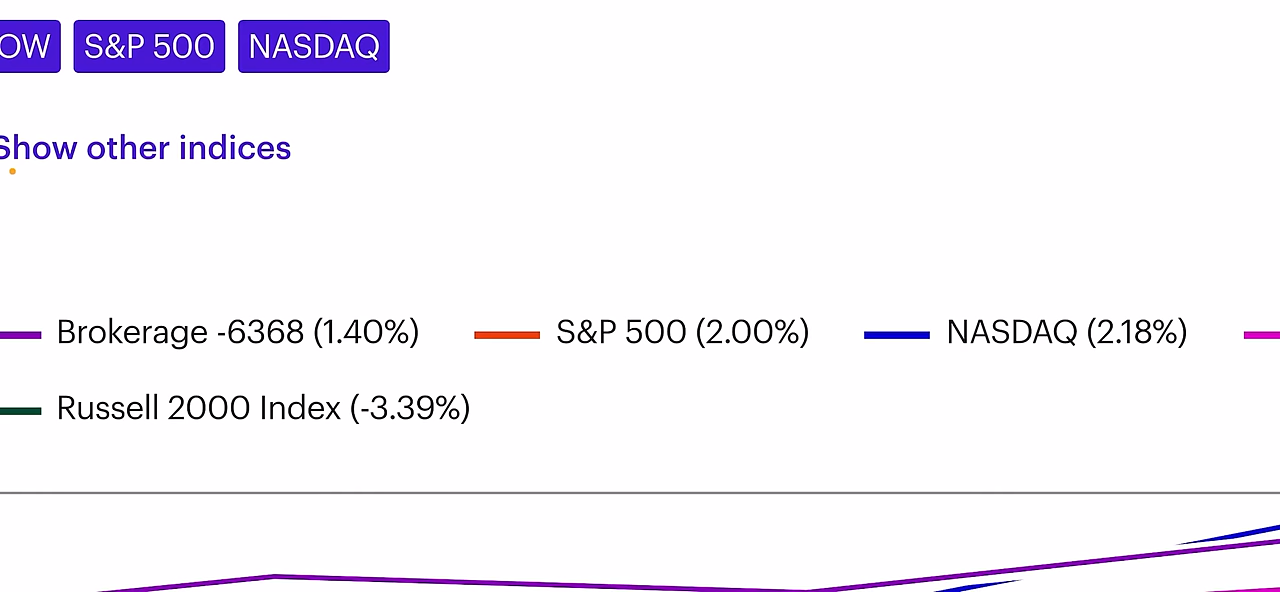 OW S&P 500 NASDAQ
Show other indices
Brokerage -6368 (1.40%) S&P 500 (2.00%) NASDAQ (2.18%)
Russell 2000 Index (-3.39%)